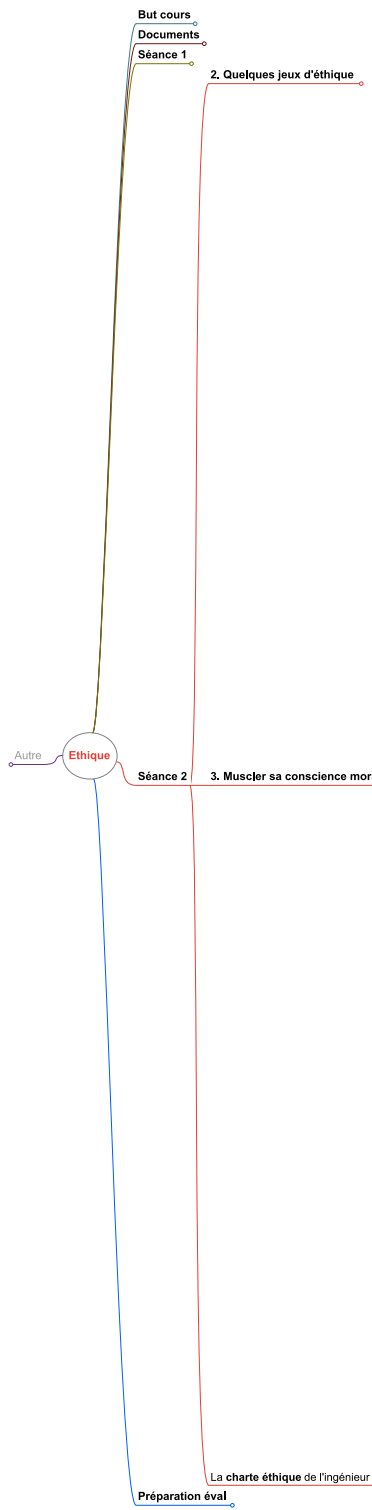 But cours
Documents
Séance 1
2. Quelques jeux d'éthique
Autre
Ethique
Séance 2
3. Muscler sa conscience mor
La charte éthique de l'ingénieur
Préparation éval